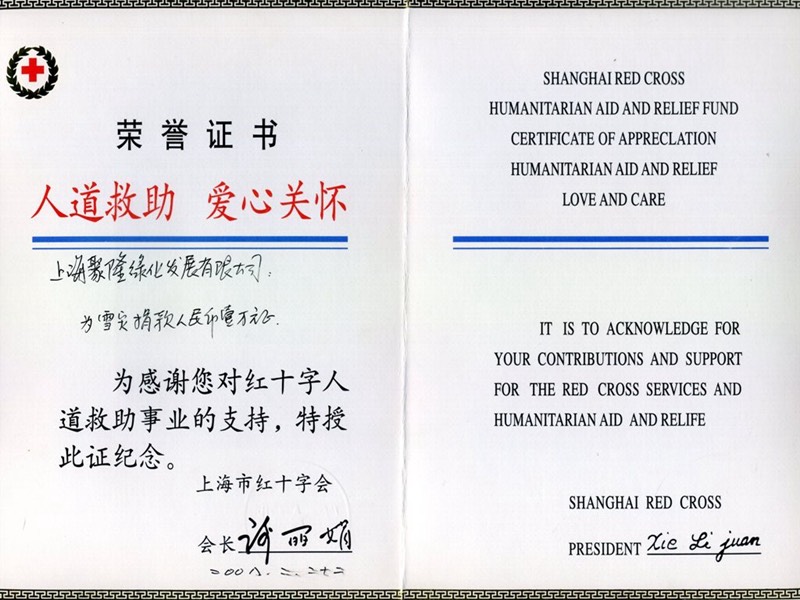 荣誉证书
人道救助 爱心关怀
上海聚隆绿化发展有限公司:
为雪灾捐款人民币壹万元正.
为感谢您对红十字人
道救助事业的支持，特授
此证纪念。
上海市红十字会
会长 谢丽娟
SHANGHAI RED CROSS
HUMANITARIAN AID AND RELIEF FUND
CERTIFICATE OF APPRECLATION
HUMANITARIAN AID AND RELIEF
LOVE AND CARE
IT IS TO ACKNOWLEDGE FOR
YOUR CONTRIBUTIONS AND SUPPORT
FOR THE RED CROSS SERVICES AND
HUMANITARIAN AID AND RELIFE
SHANGHAI RED CROSS
PRESIDENT Xie Li juan